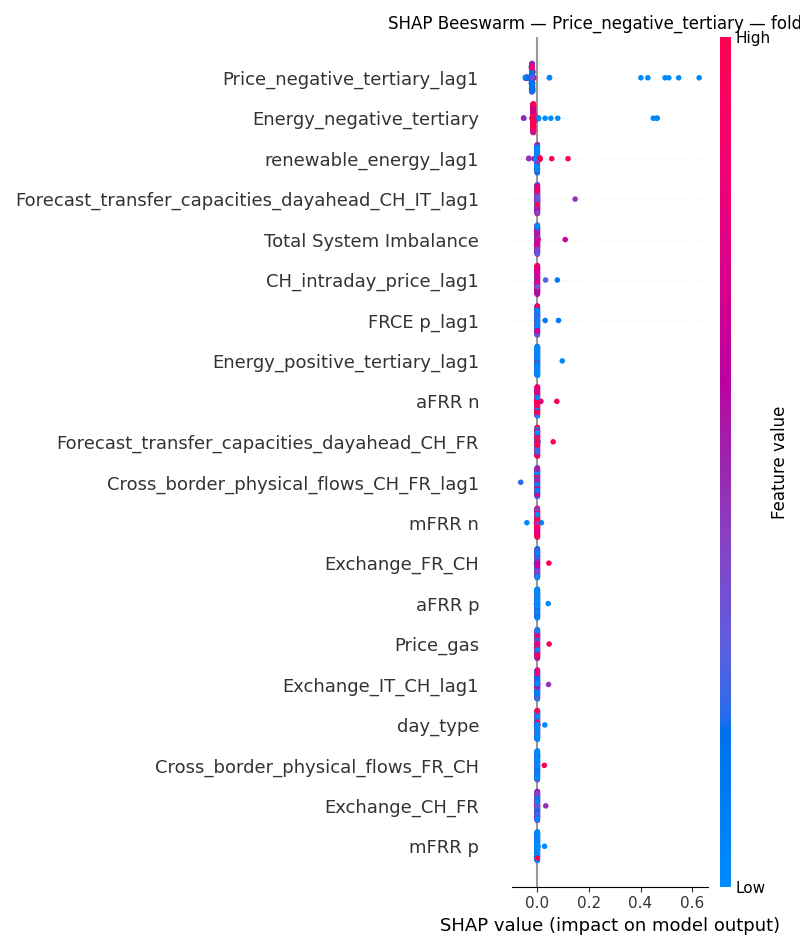 SHAP Beeswarm — Price_negative_tertiary — fold
High
Price_negative_tertiary_lag1
Energy_negative_tertiary
renewable_energy_lag1
Forecast_transfer_capacities_dayahead_CH_IT_lag1
Total System Imbalance
CH_intraday_price_lag1
FRCE p_lag1
Energy_positive_tertiary_lag1
aFRR n
Forecast_transfer_capacities_dayahead_CH_FR
Cross_border_physical_flows_CH_FR_lag1
mFRR n
Exchange_FR_CH
aFRR p
Price_gas
Exchange_IT_CH_lag1
day_type
Cross_border_physical_flows_FR_CH
Exchange_CH_FR
mFRR p
Feature value
Low
0.0 0.2 0.4 0.6
SHAP value (impact on model output)